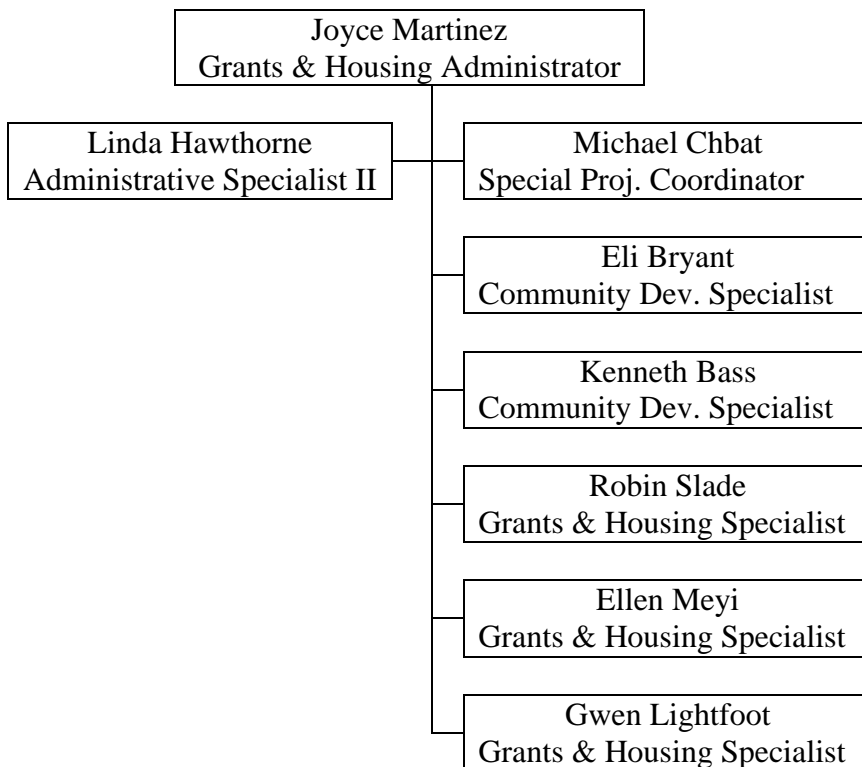 Joyce Martinez
Grants & Housing Administrator
Linda Hawthorne
Administrative Specialist II
Michael Chbat
Special Proj. Coordinator
Eli Bryant
Community Dev. Specialist
Kenneth Bass
Community Dev. Specialist
Robin Slade
Grants & Housing Specialist
Ellen Meyi
Grants & Housing Specialist
Gwen Lightfoot
Grants & Housing Specialist